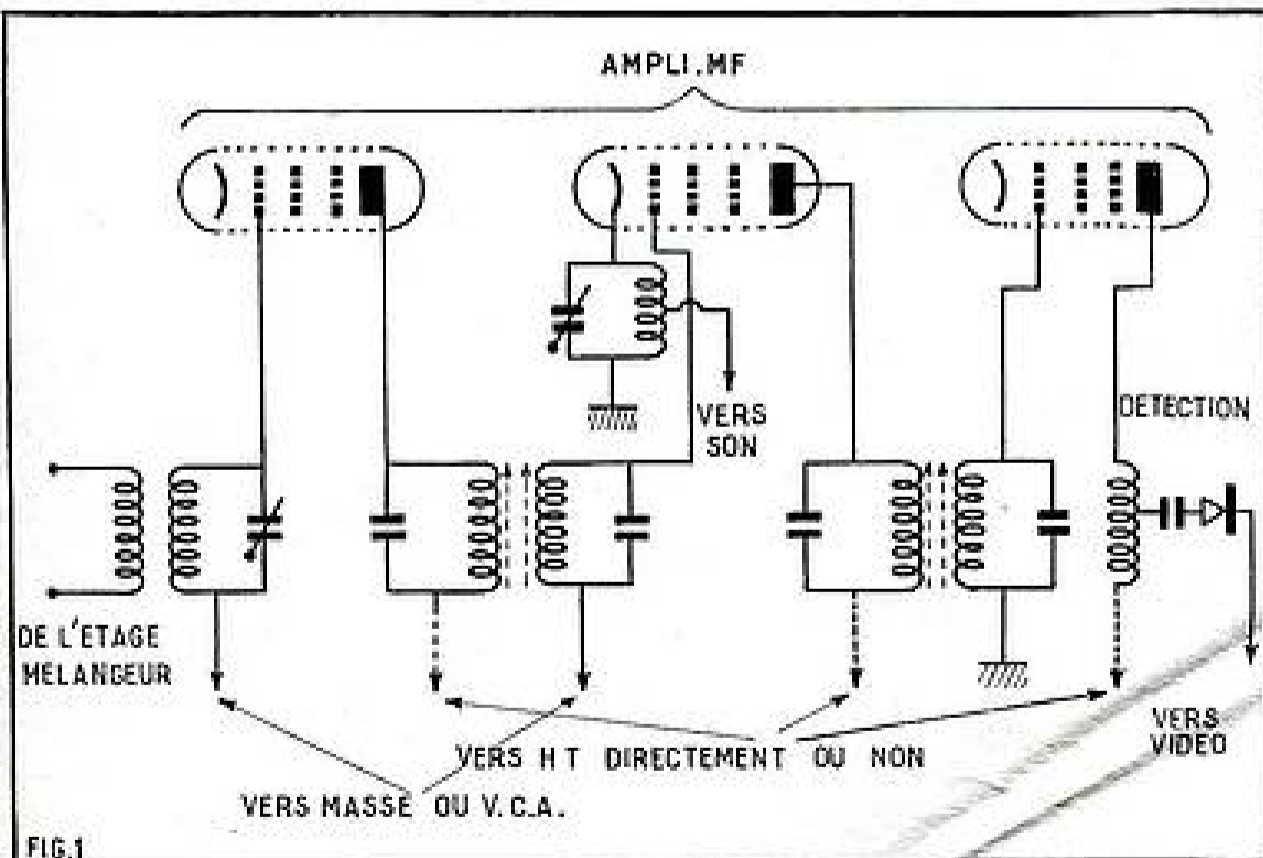 AMPLI.MF
VERS
SON
DETECTION
DE L'ETAGE
MELANGEUR
VERS H T DIRECTEMENT OU NON
VERS
VIDEO
VERS MASSE OU V.C.A.
FIG.1